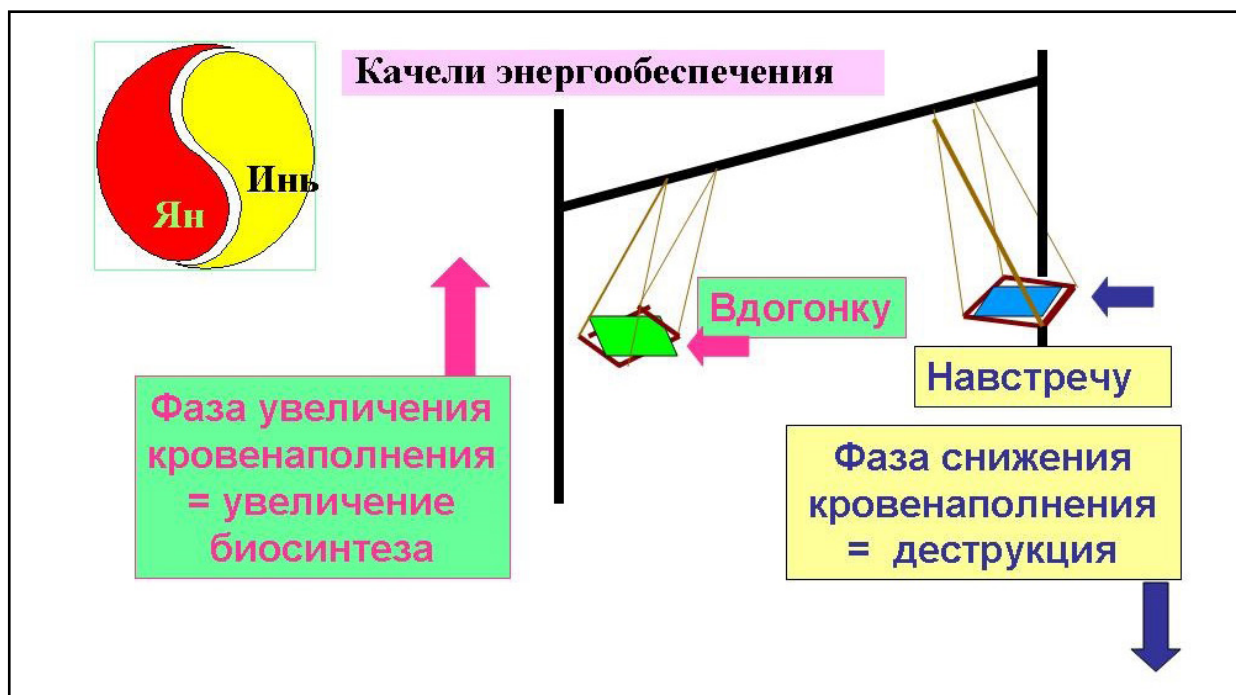 Качели энергообеспечения
Инь
Ян
Вдогонку
Навстречу
Фаза увеличения
кровенаполнения
= увеличение
биосинтеза
Фаза снижения
кровенаполнения
= деструкция